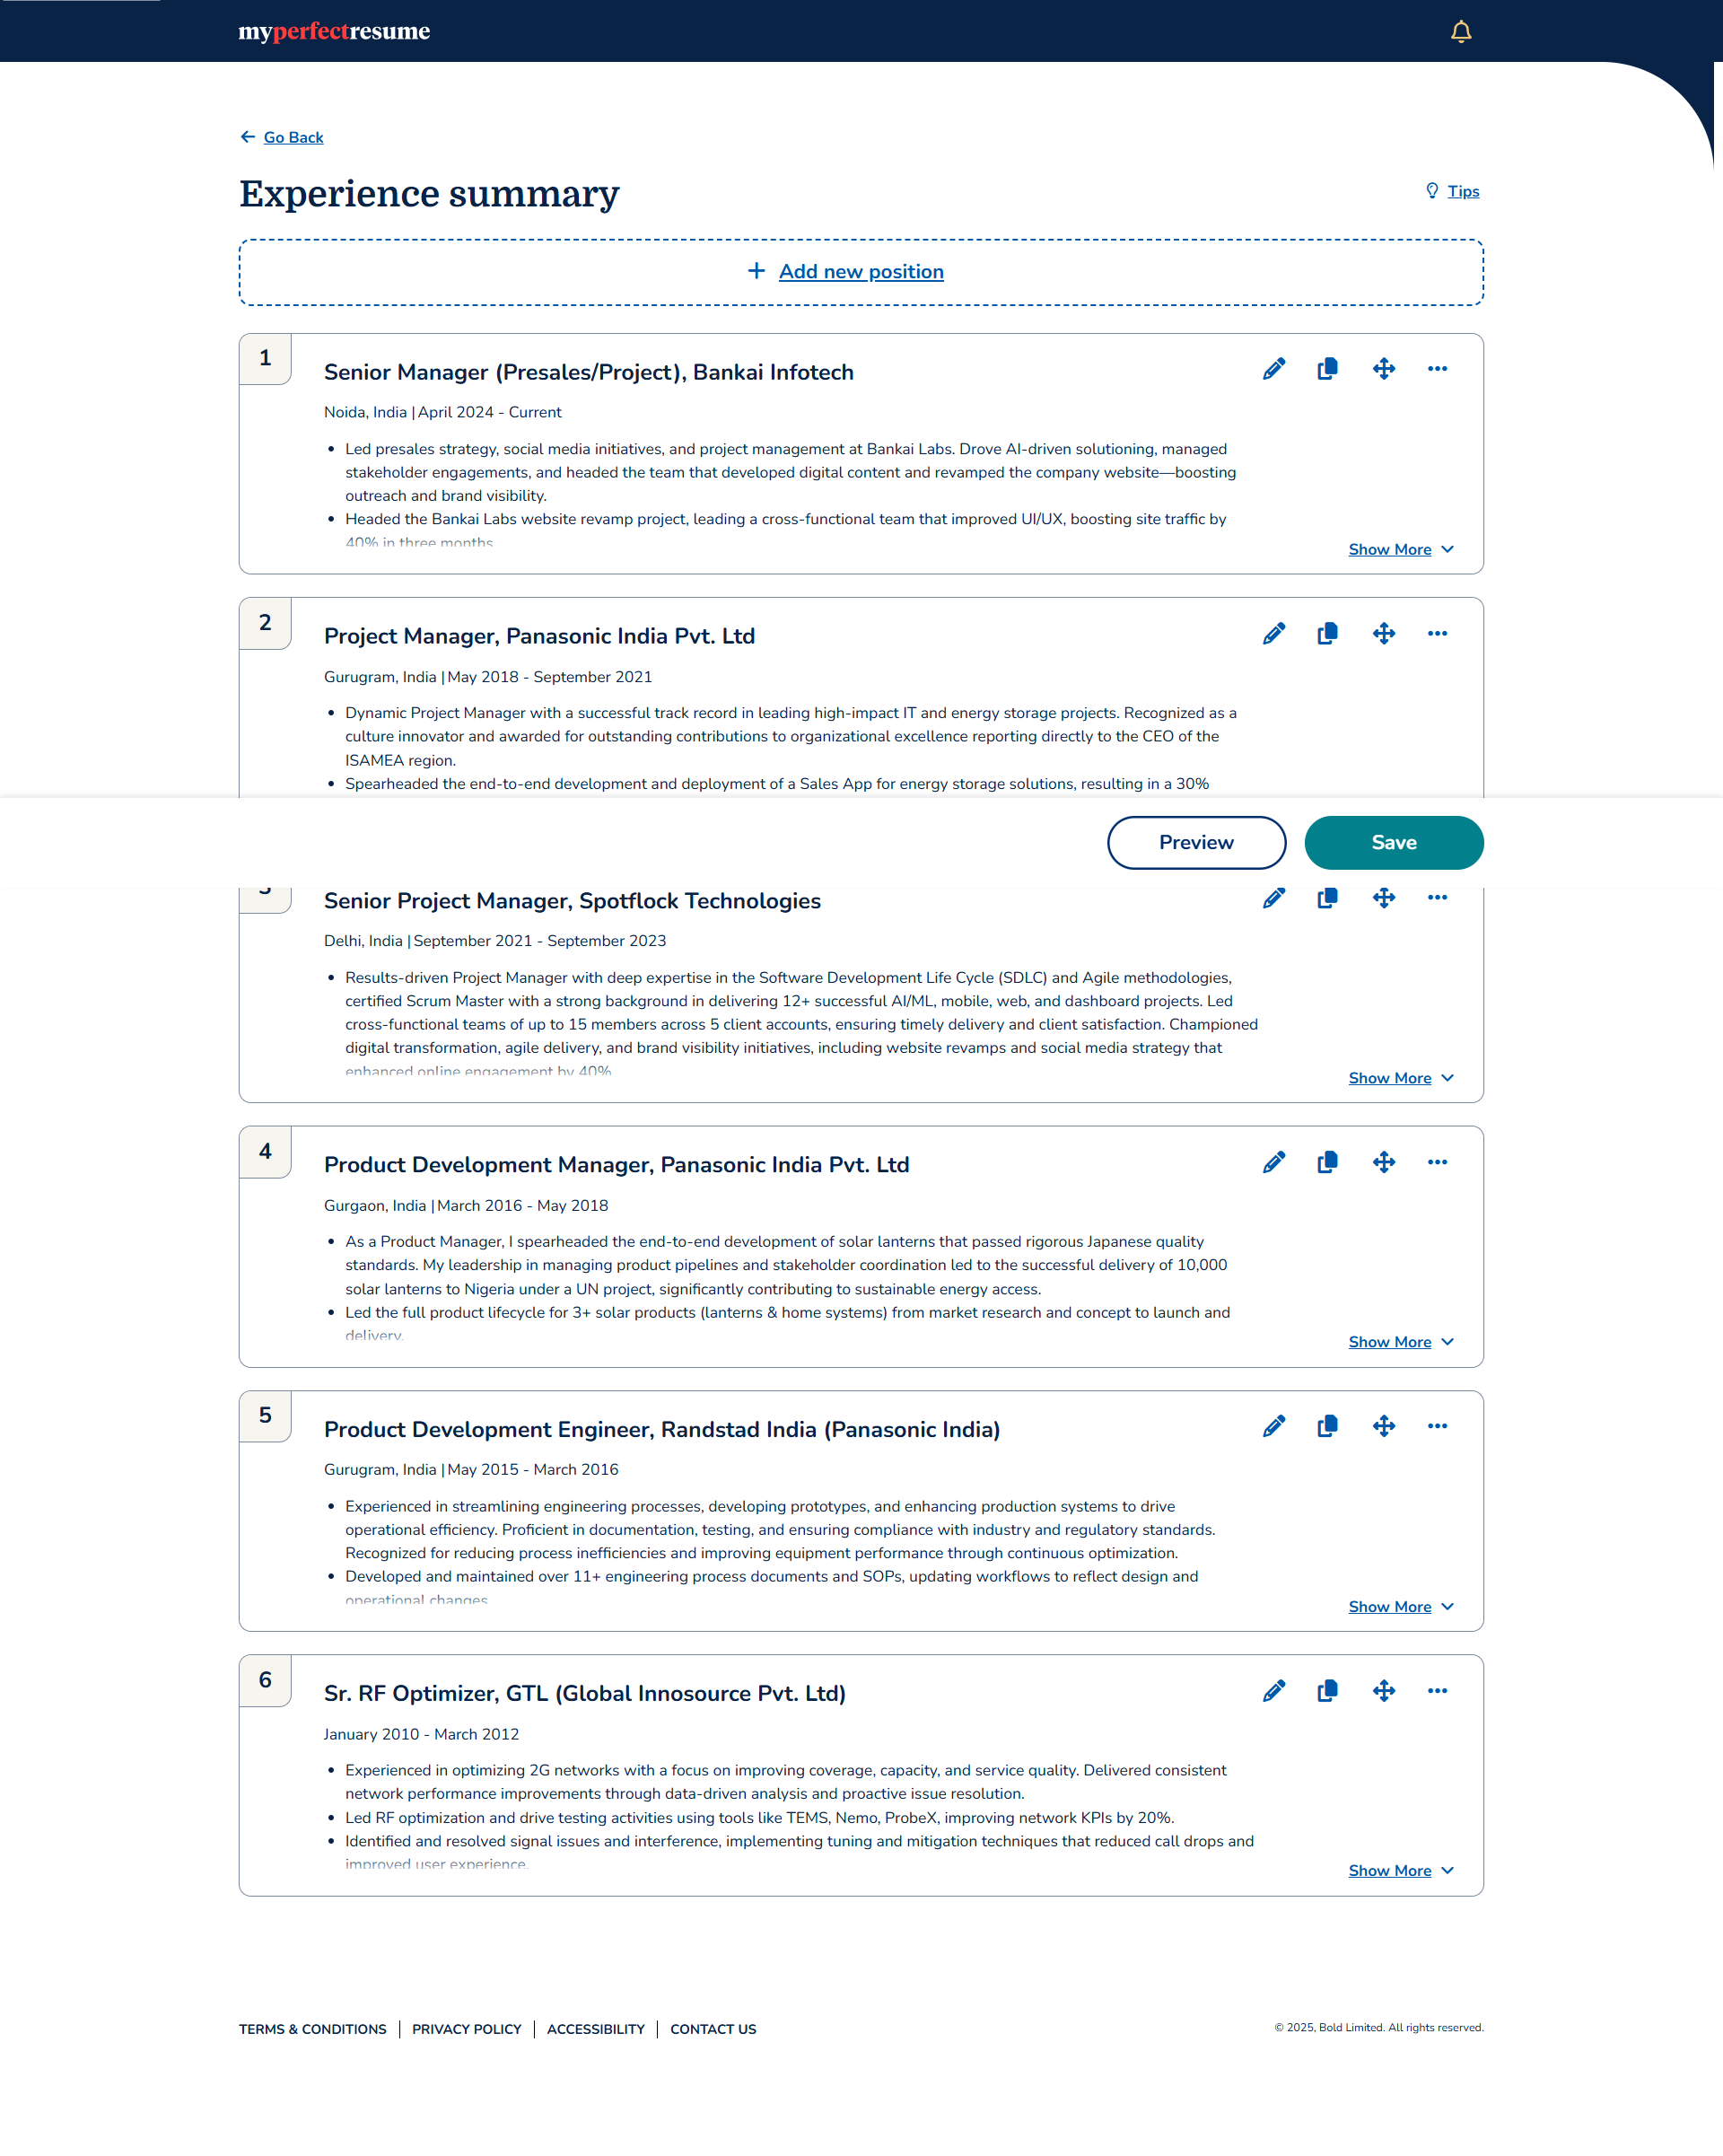 myperfectresume
Go Back
Experience summary
Tips
Add new position
1
Senior Manager (Presales/Project), Bankai Infotech
Noida, India | April 2024 - Current
Led presales strategy, social media initiatives, and project management at Bankai Labs. Drove AI-driven solutioning, managed
stakeholder engagements, and headed the team that developed digital content and revamped the company website—boosting
outreach and brand visibility.
Headed the Bankai Labs website revamp project, leading a cross-functional team that improved UI/UX, boosting site traffic by
40% in three months
Show More
2
Project Manager, Panasonic India Pvt. Ltd
Gurugram, India | May 2018 - September 2021
Dynamic Project Manager with a successful track record in leading high-impact IT and energy storage projects. Recognized as a
culture innovator and awarded for outstanding contributions to organizational excellence reporting directly to the CEO of the
ISAMEA region.
Spearheaded the end-to-end development and deployment of a Sales App for energy storage solutions, resulting in a 30%
Preview
Save
3
Senior Project Manager, Spotflock Technologies
Delhi, India | September 2021 - September 2023
Results-driven Project Manager with deep expertise in the Software Development Life Cycle (SDLC) and Agile methodologies,
certified Scrum Master with a strong background in delivering 12+ successful AI/ML, mobile, web, and dashboard projects. Led
cross-functional teams of up to 15 members across 5 client accounts, ensuring timely delivery and client satisfaction. Championed
digital transformation, agile delivery, and brand visibility initiatives, including website revamps and social media strategy that
enhanced online engagement by 40%
Show More
4
Product Development Manager, Panasonic India Pvt. Ltd
Gurgaon, India | March 2016 - May 2018
As a Product Manager, I spearheaded the end-to-end development of solar lanterns that passed rigorous Japanese quality
standards. My leadership in managing product pipelines and stakeholder coordination led to the successful delivery of 10,000
solar lanterns to Nigeria under a UN project, significantly contributing to sustainable energy access.
Led the full product lifecycle for 3+ solar products (lanterns & home systems) from market research and concept to launch and
delivery.
Show More
5
Product Development Engineer, Randstad India (Panasonic India)
Gurugram, India | May 2015 - March 2016
Experienced in streamlining engineering processes, developing prototypes, and enhancing production systems to drive
operational efficiency. Proficient in documentation, testing, and ensuring compliance with industry and regulatory standards.
Recognized for reducing process inefficiencies and improving equipment performance through continuous optimization.
Developed and maintained over 11+ engineering process documents and SOPs, updating workflows to reflect design and
operational changes
Show More
6
Sr. RF Optimizer, GTL (Global Innosource Pvt. Ltd)
January 2010 - March 2012
Experienced in optimizing 2G networks with a focus on improving coverage, capacity, and service quality. Delivered consistent
network performance improvements through data-driven analysis and proactive issue resolution.
Led RF optimization and drive testing activities using tools like TEMS, Nemo, ProbeX, improving network KPIs by 20%.
Identified and resolved signal issues and interference, implementing tuning and mitigation techniques that reduced call drops and
improved user experience.
Show More
TERMS & CONDITIONS | PRIVACY POLICY | ACCESSIBILITY | CONTACT US
© 2025, Bold Limited. All rights reserved.